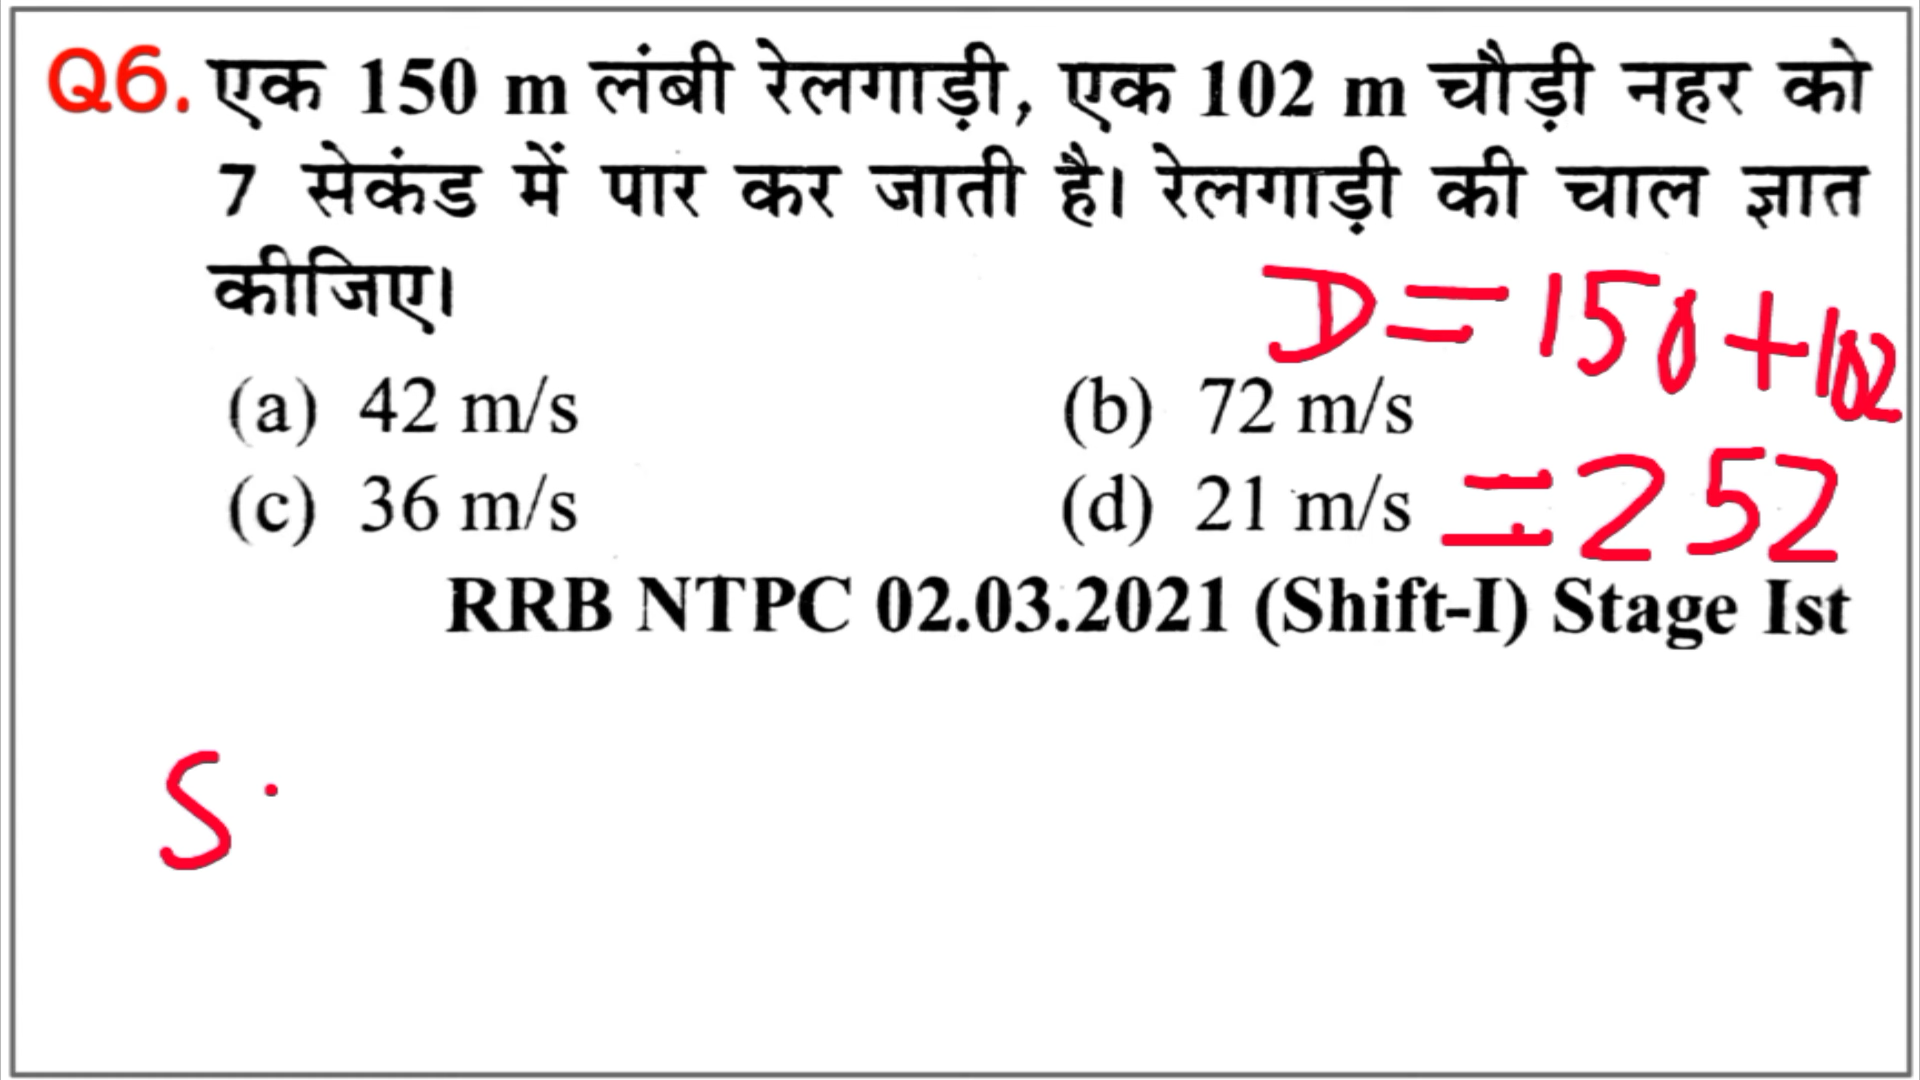 Q6. एक 150 m लंबी रेलगाड़ी, एक 102 m चौड़ी नहर को
7 सेकंड में पार कर जाती है। रेलगाड़ी की चाल ज्ञात
कीजिए।
D = 150 + 102
(a) 42 m/s (b) 72 m/s
(c) 36 m/s (d) 21 m/s = 252
RRB NTPC 02.03.2021 (Shift-I) Stage Ist
S